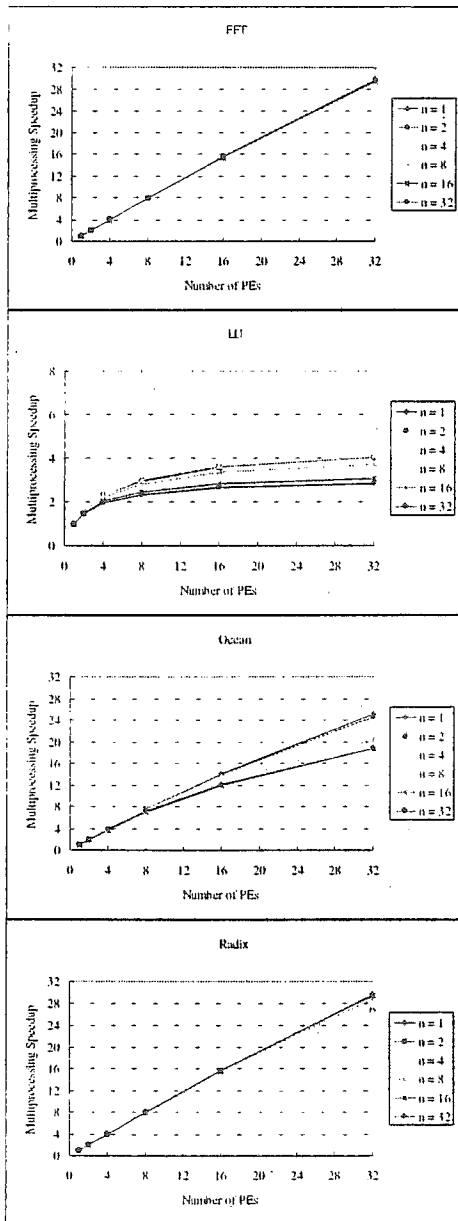 FFT
Multiprocessing Speedup
32
28
24
20
16
12
8
4
0
0 4 8 12 16 20 24 28 32
Number of PEs
n = 1
n = 2
n = 4
n = 8
n = 16
n = 32
LU
Multiprocessing Speedup
8
6
4
2
0
0 4 8 12 16 20 24 28 32
Number of PEs
n = 1
n = 2
n = 4
n = 8
n = 16
n = 32
Ocean
Multiprocessing Speedup
32
28
24
20
16
12
8
4
0
0 4 8 12 16 20 24 28 32
Number of PEs
n = 1
n = 2
n = 4
n = 8
n = 16
n = 32
Radix
Multiprocessing Speedup
32
28
24
20
16
12
8
4
0
0 4 8 12 16 20 24 28 32
Number of PEs
n = 1
n = 2
n = 4
n = 8
n = 16
n = 32